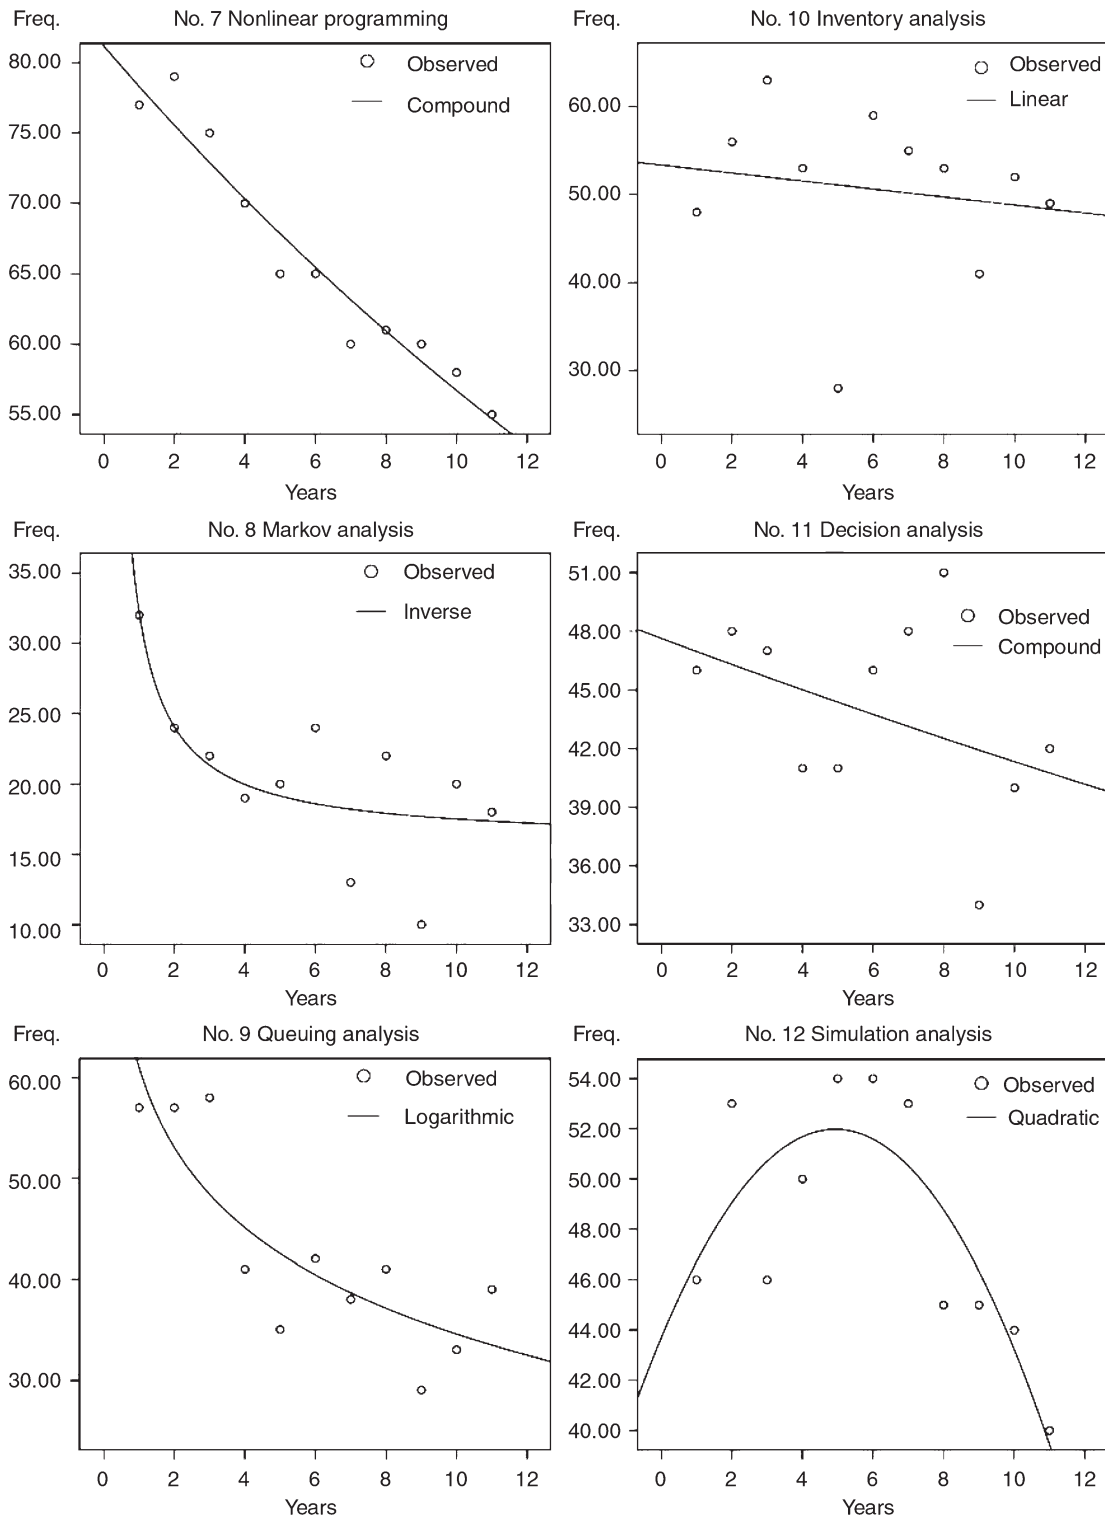 Freq.
No. 7 Nonlinear programming
80.00
75.00
70.00
65.00
60.00
55.00
Observed
Compound
0 2 4 6 8 10 12
Years
Freq.
No. 10 Inventory analysis
60.00
50.00
40.00
30.00
Observed
Linear
0 2 4 6 8 10 12
Years
Freq.
No. 8 Markov analysis
35.00
30.00
25.00
20.00
15.00
10.00
Observed
Inverse
0 2 4 6 8 10 12
Years
Freq.
No. 11 Decision analysis
51.00
48.00
45.00
42.00
39.00
36.00
33.00
Observed
Compound
0 2 4 6 8 10 12
Years
Freq.
No. 9 Queuing analysis
60.00
50.00
40.00
30.00
Observed
Logarithmic
0 2 4 6 8 10 12
Years
Freq.
No. 12 Simulation analysis
54.00
52.00
50.00
48.00
46.00
44.00
42.00
40.00
Observed
Quadratic
0 2 4 6 8 10 12
Years